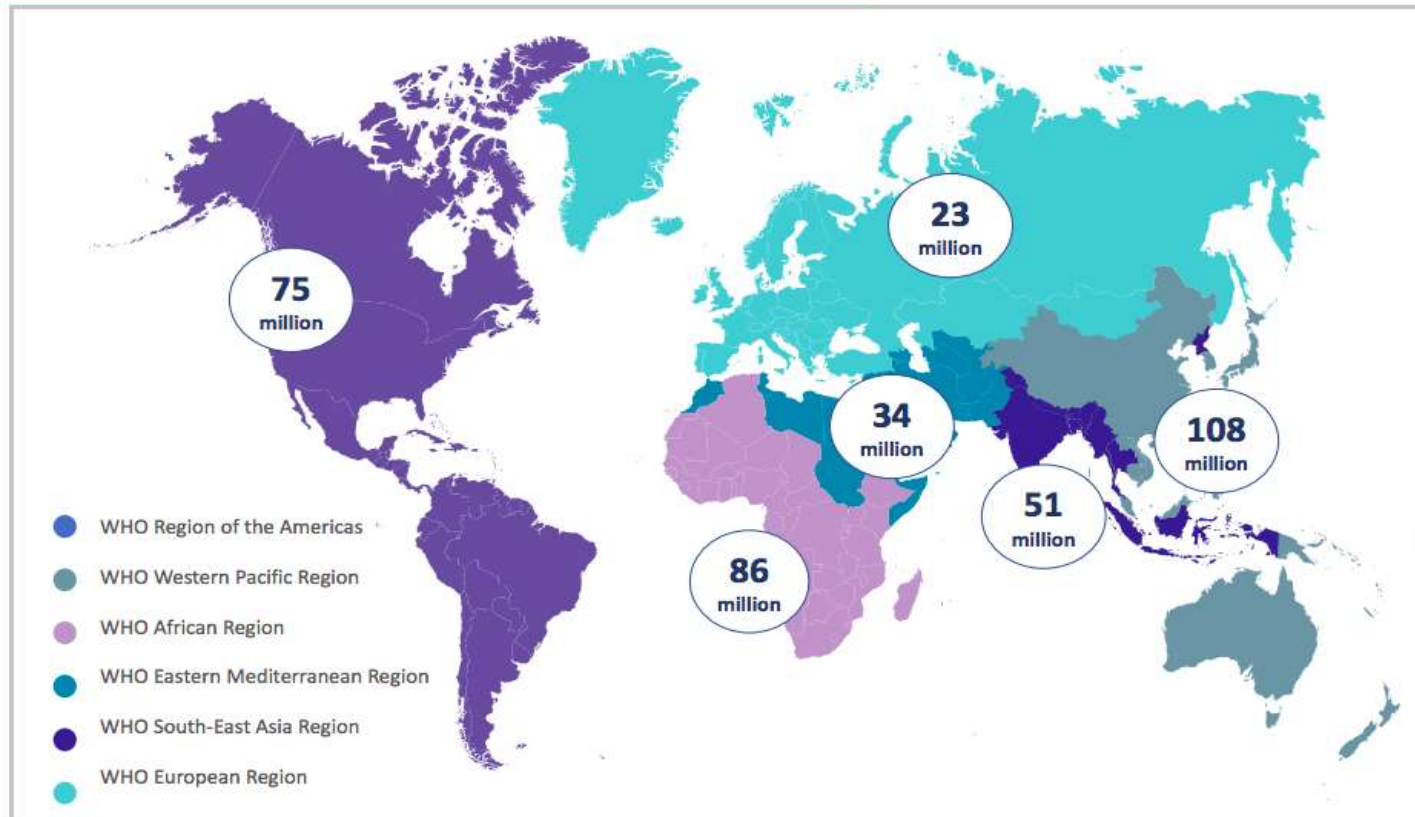 23
million
75
million
34
million
108
million
51
million
86
million
WHO Region of the Americas
WHO Western Pacific Region
WHO African Region
WHO Eastern Mediterranean Region
WHO South-East Asia Region
WHO European Region